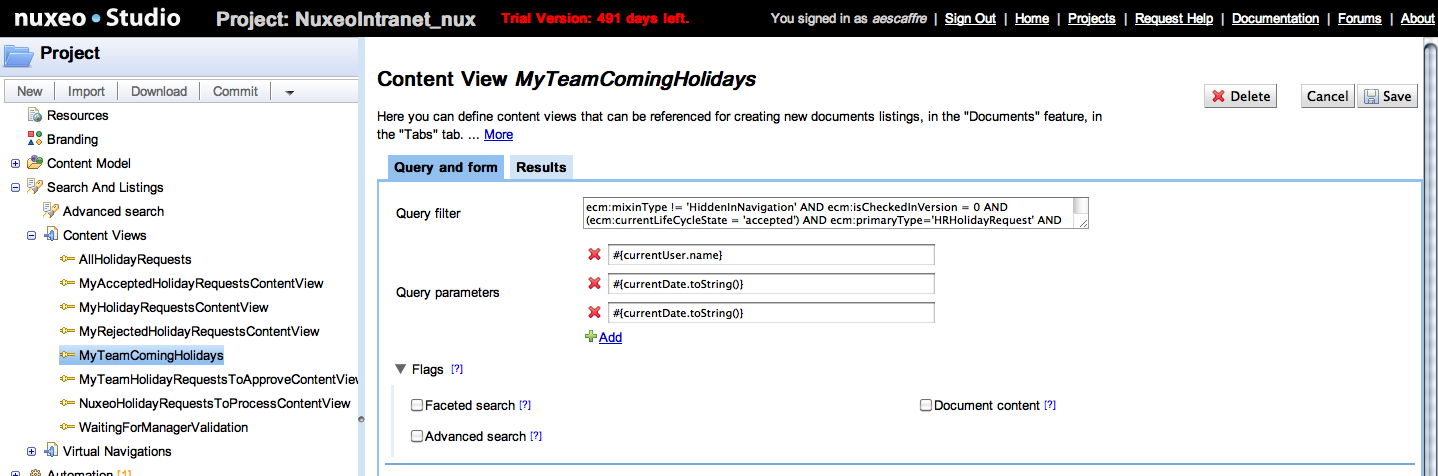 nuxeo • Studio Project: NuxeoIntranet_nux Trial Version: 491 days left. You signed in as aescaffre | Sign Out | Home | Projects | Request Help | Documentation | Forums | About
Project
New Import Download Commit
Resources
Branding
Content Model
Search And Listings
Advanced search
Content Views
AllHolidayRequests
MyAcceptedHolidayRequestsContentView
MyHolidayRequestsContentView
MyRejectedHolidayRequestsContentView
MyTeamComingHolidays
MyTeamHolidayRequestsToApproveContentView
NuxeoHolidayRequestsToProcessContentView
WaitingForManagerValidation
Virtual Navigations
Automation [1]
Content View MyTeamComingHolidays
Delete Cancel Save
Here you can define content views that can be referenced for creating new documents listings, in the "Documents" feature, in
the "Tabs" tab. ... More
Query and form Results
Query filter
ecm:mixinType != 'HiddenInNavigation' AND ecm:isCheckedInVersion = 0 AND
(ecm:currentLifeCycleState = 'accepted') AND ecm:primaryType='HRHolidayRequest' AND
Query parameters
#{currentUser.name}
#{currentDate.toString()}
#{currentDate.toString()}
Add
Flags [?]
Faceted search [?] Document content [?]
Advanced search [?]